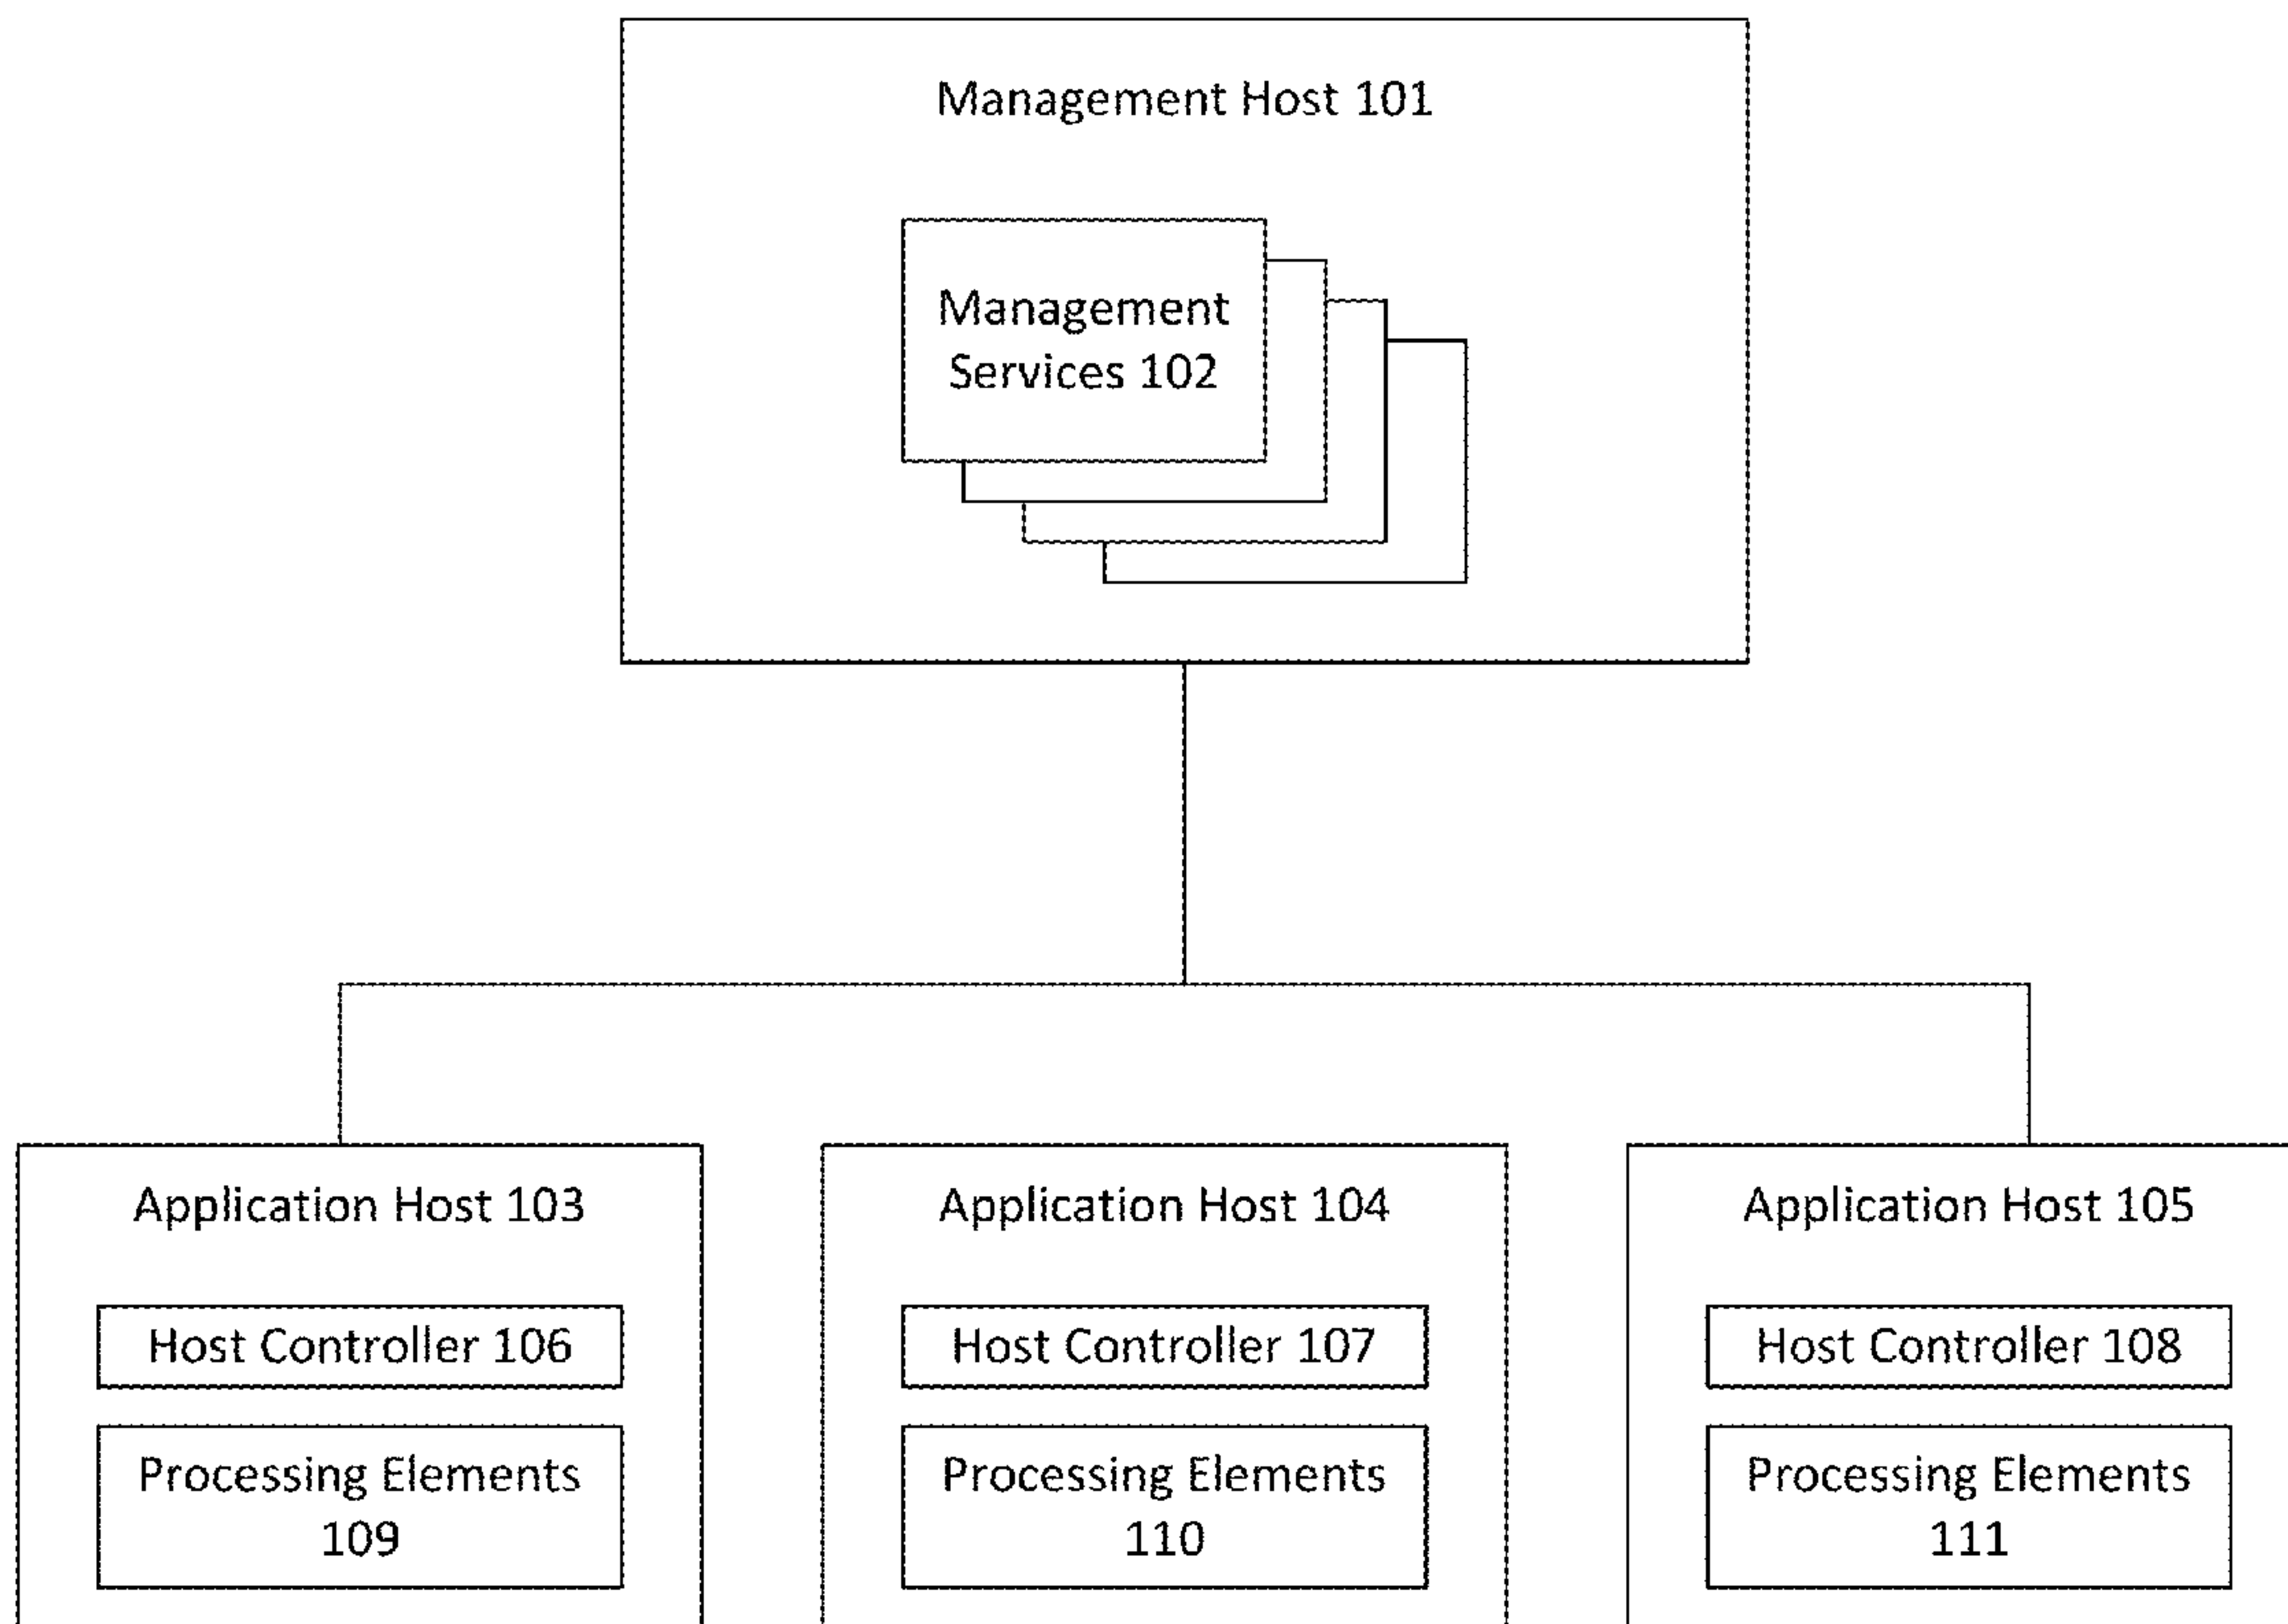 Management Host 101
Management
Services 102
Application Host 103
Host Controller 106
Processing Elements
109
Application Host 104
Host Controller 107
Processing Elements
110
Application Host 105
Host Controller 108
Processing Elements
111